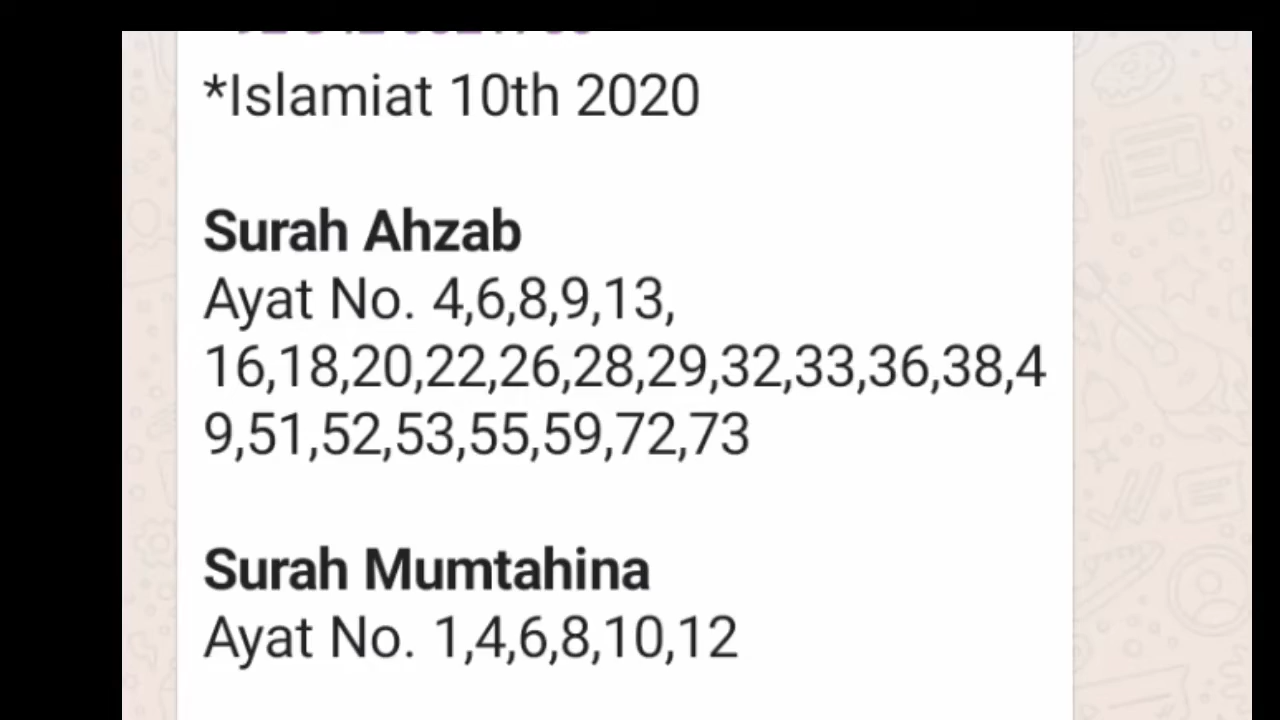 *Islamiat 10th 2020
Surah Ahzab
Ayat No. 4,6,8,9,13,
16,18,20,22,26,28,29,32,33,36,38,4
9,51,52,53,55,59,72,73
Surah Mumtahina
Ayat No. 1,4,6,8,10,12